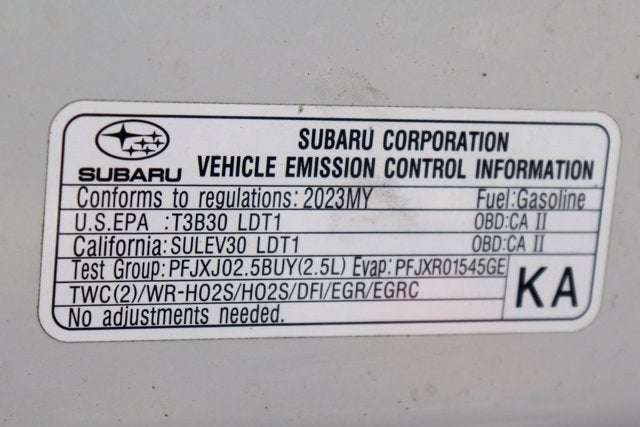 SUBARU CORPORATION
SUBARU VEHICLE EMISSION CONTROL INFORMATION
Conforms to regulations: 2023MY Fuel:Gasoline
U.S.EPA :T3B30 LDT1 OBD:CA II
California:SULEV30 LDT1 OBD:CA II
Test Group:PFJXJ02.5BUY(2.5L) Evap:PFJXR01545GE
TWC(2)/WR-HO2S/HO2S/DFI/EGR/EGRC
KA
No adjustments needed.